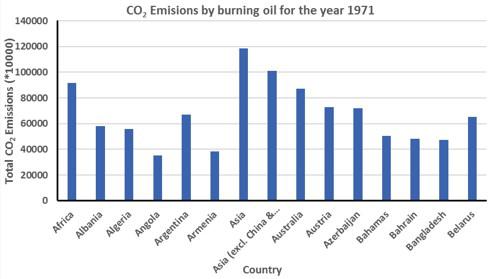 CO₂ Emisions by burning oil for the year 1971
Total CO₂ Emissions (*10000)
140000
120000
100000
80000
60000
40000
20000
0
Africa
Albania
Algeria
Angola
Argentina
Armenia
Asia
Asia (excl. China &...
Australia
Austria
Azerbaijan
Bahamas
Bahrain
Bangladesh
Belarus
Country